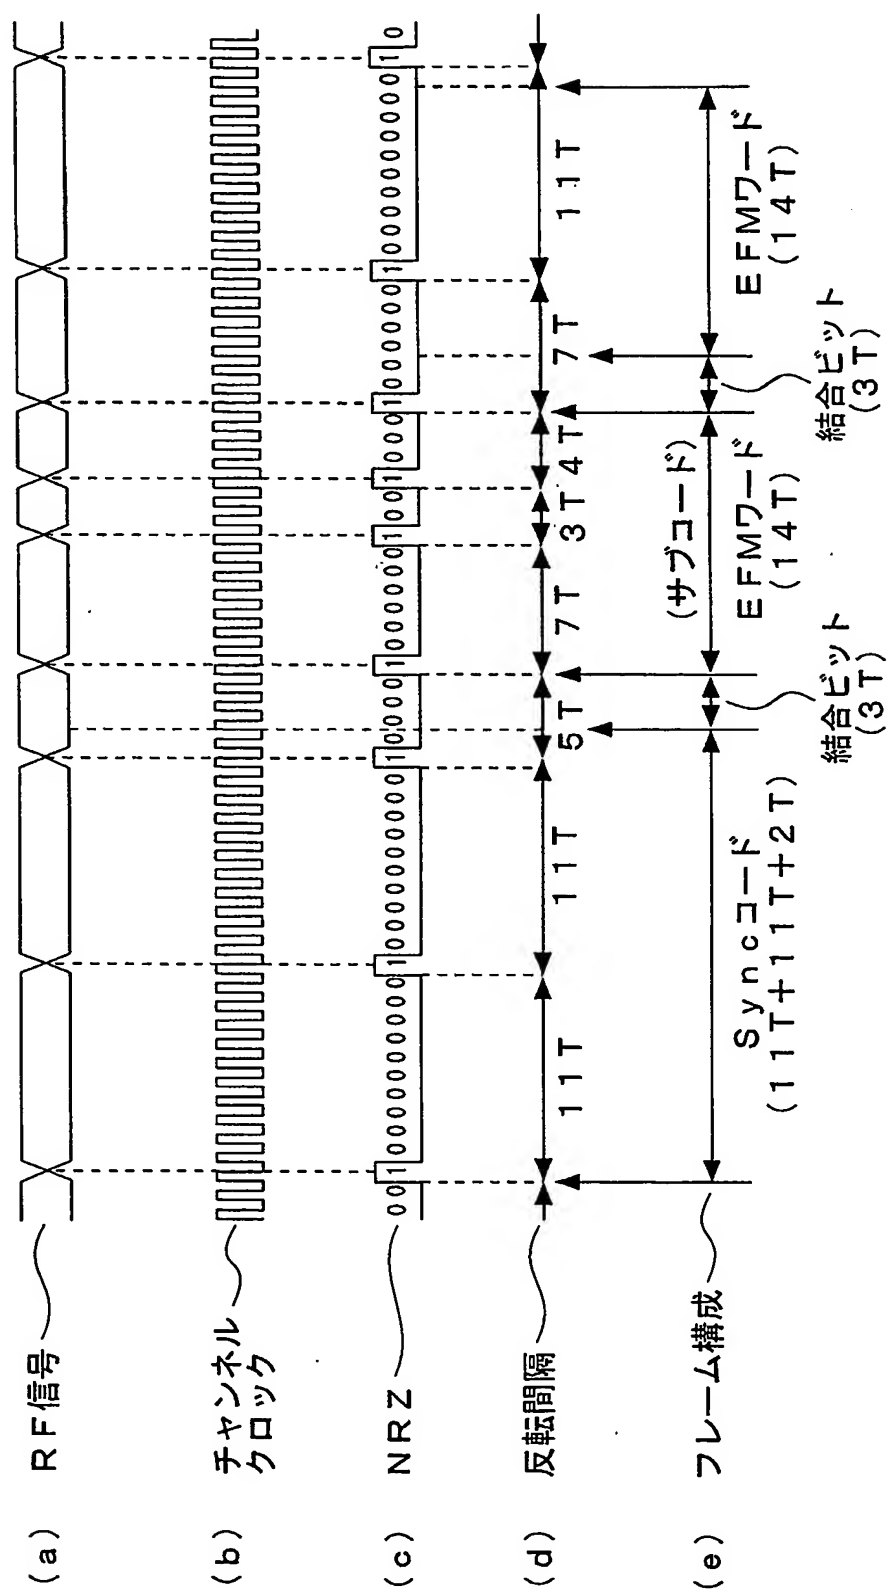 (a) RF信号
(b) チャンネル
クロック
(c) NRZ
001000000000010000000000100001000000100100010000001000000000010
(d) 反転間隔
11T 11T 5T 7T 3T 4T 7T 11T
(e) フレーム構成
Syncコード
(11T+11T+2T)
結合ビット
(3T)
(サブコード)
EFMワード
(14T)
結合ビット
(3T)
EFMワード
(14T)